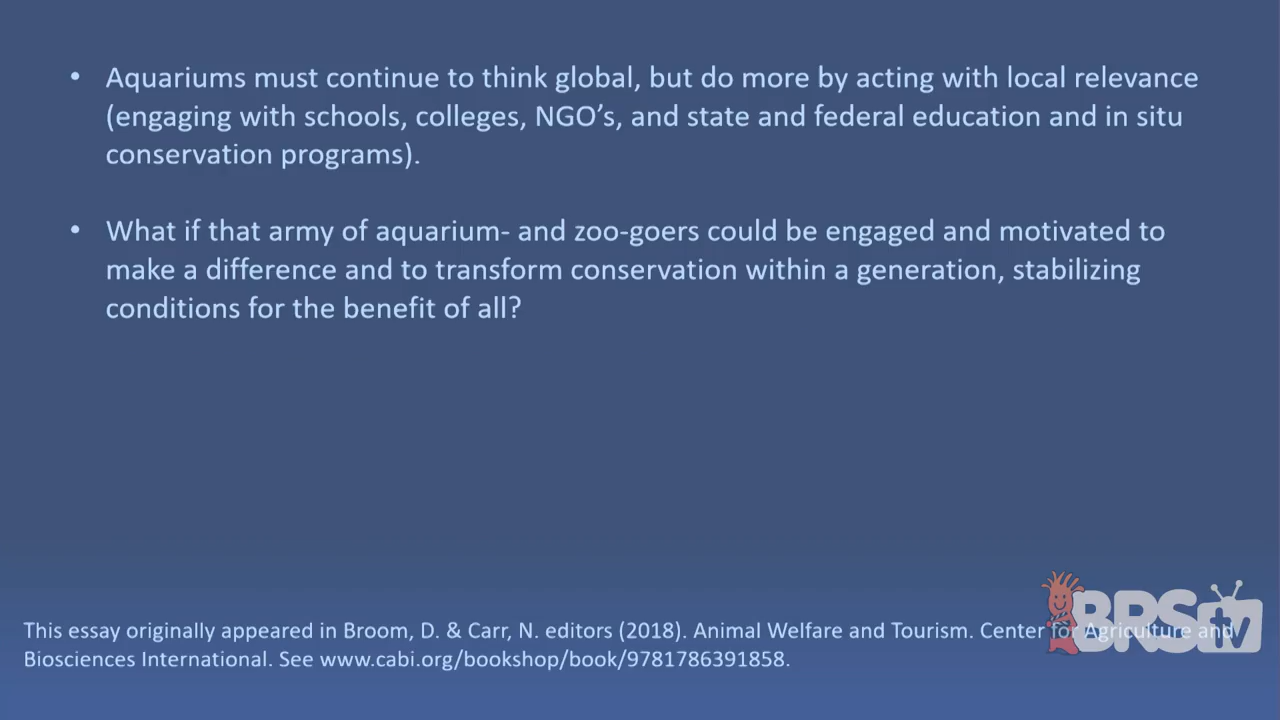 • Aquariums must continue to think global, but do more by acting with local relevance
(engaging with schools, colleges, NGO’s, and state and federal education and in situ
conservation programs).
• What if that army of aquarium- and zoo-goers could be engaged and motivated to
make a difference and to transform conservation within a generation, stabilizing
conditions for the benefit of all?
This essay originally appeared in Broom, D. & Carr, N. editors (2018). Animal Welfare and Tourism. Center for Agriculture and
Biosciences International. See www.cabi.org/bookshop/book/9781786391858.
BRS tv